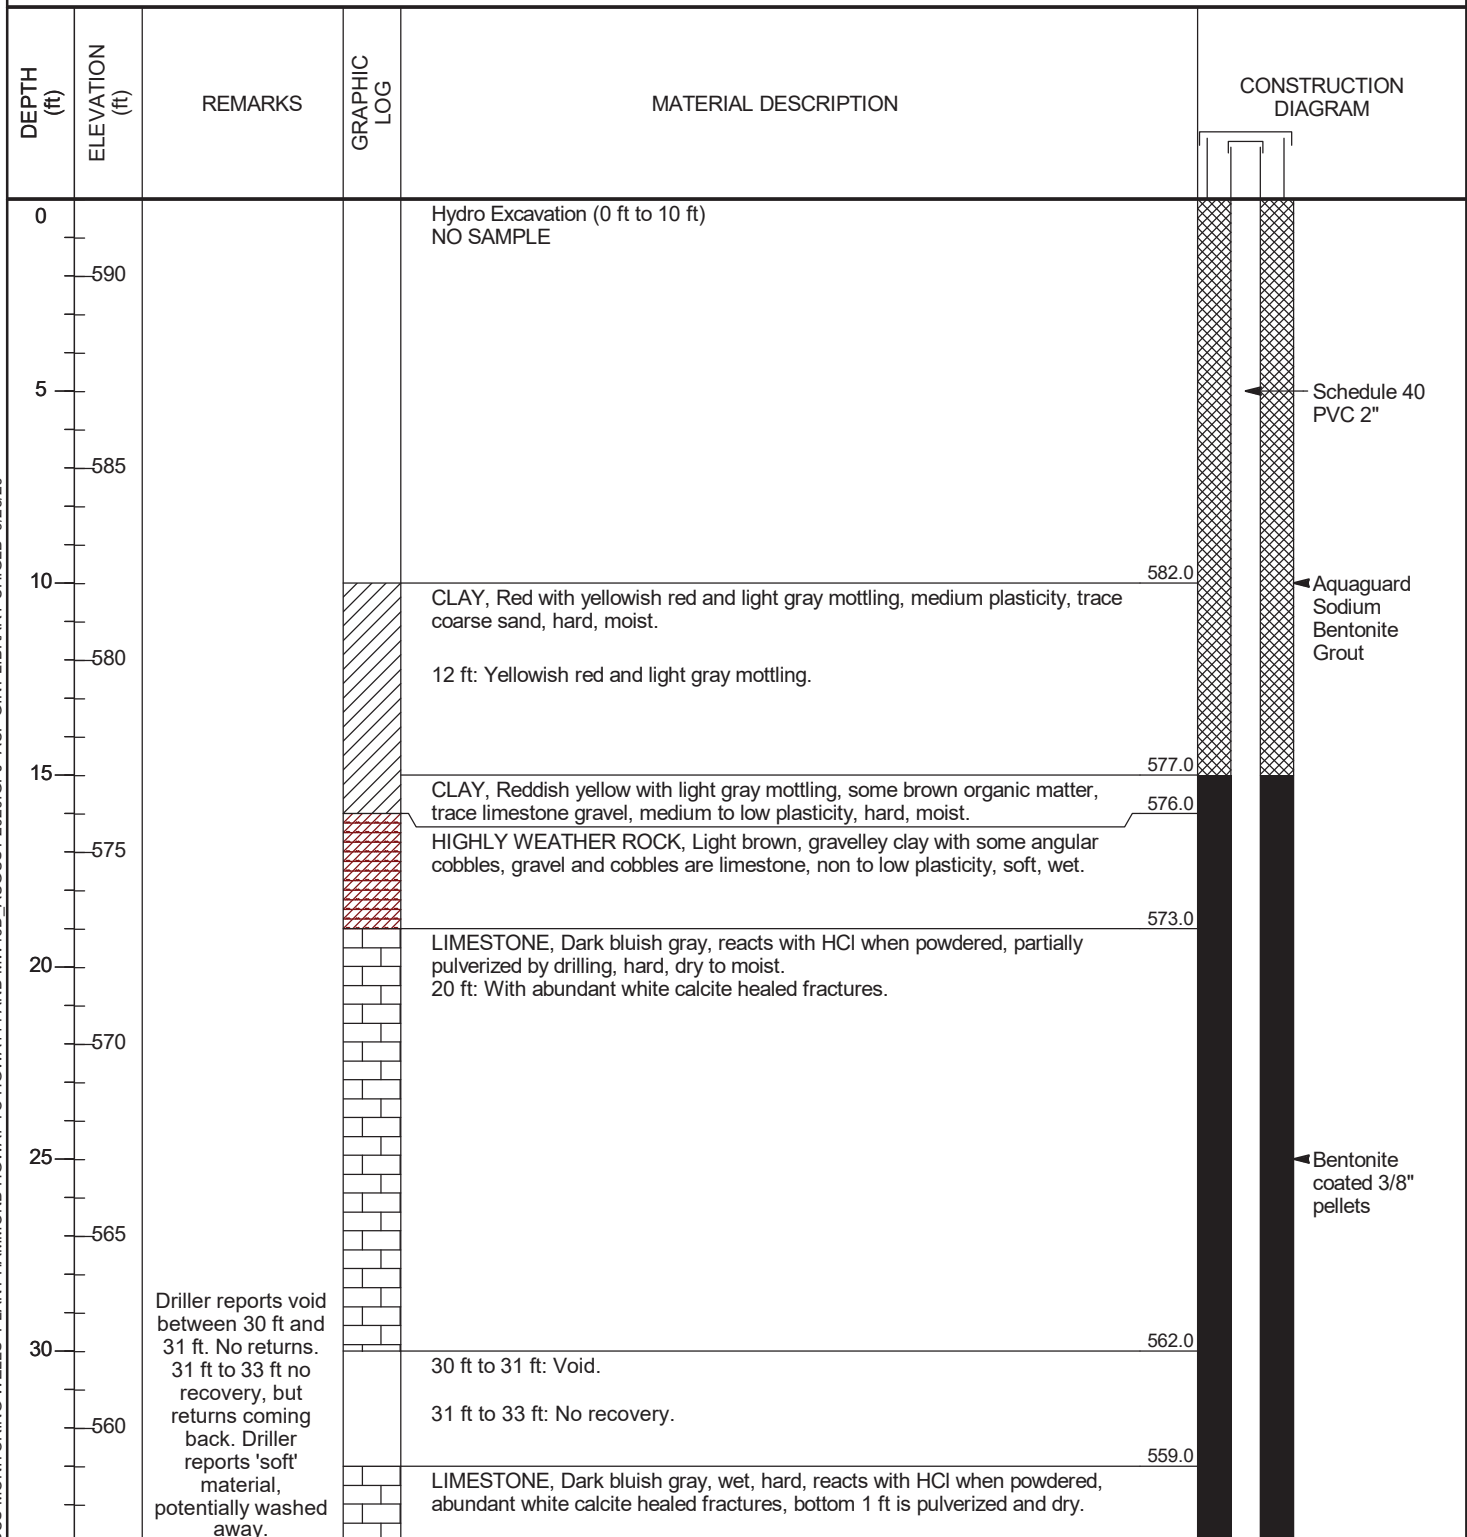 DEPTH
(ft)
ELEVATION
(ft)
REMARKS
GRAPHIC
LOG
MATERIAL DESCRIPTION
CONSTRUCTION
DIAGRAM
0
Hydro Excavation (0 ft to 10 ft)
NO SAMPLE
590
5
Schedule 40
PVC 2"
585
582.0
10
Aquaguard
Sodium
Bentonite
Grout
CLAY, Red with yellowish red and light gray mottling, medium plasticity, trace
coarse sand, hard, moist.
580
12 ft: Yellowish red and light gray mottling.
577.0
15
CLAY, Reddish yellow with light gray mottling, some brown organic matter,
trace limestone gravel, medium to low plasticity, hard, moist.
576.0
HIGHLY WEATHER ROCK, Light brown, gravelley clay with some angular
cobbles, gravel and cobbles are limestone, non to low plasticity, soft, wet.
575
573.0
LIMESTONE, Dark bluish gray, reacts with HCl when powdered, partially
pulverized by drilling, hard, dry to moist.
20
20 ft: With abundant white calcite healed fractures.
570
25
Bentonite
coated 3/8"
pellets
565
Driller reports void
between 30 ft and
31 ft. No returns.
31 ft to 33 ft no
recovery, but
returns coming
back. Driller
reports 'soft'
material,
potentially washed
away.
562.0
30
30 ft to 31 ft: Void.
31 ft to 33 ft: No recovery.
560
559.0
LIMESTONE, Dark bluish gray, wet, hard, reacts with HCl when powdered,
abundant white calcite healed fractures, bottom 1 ft is pulverized and dry.